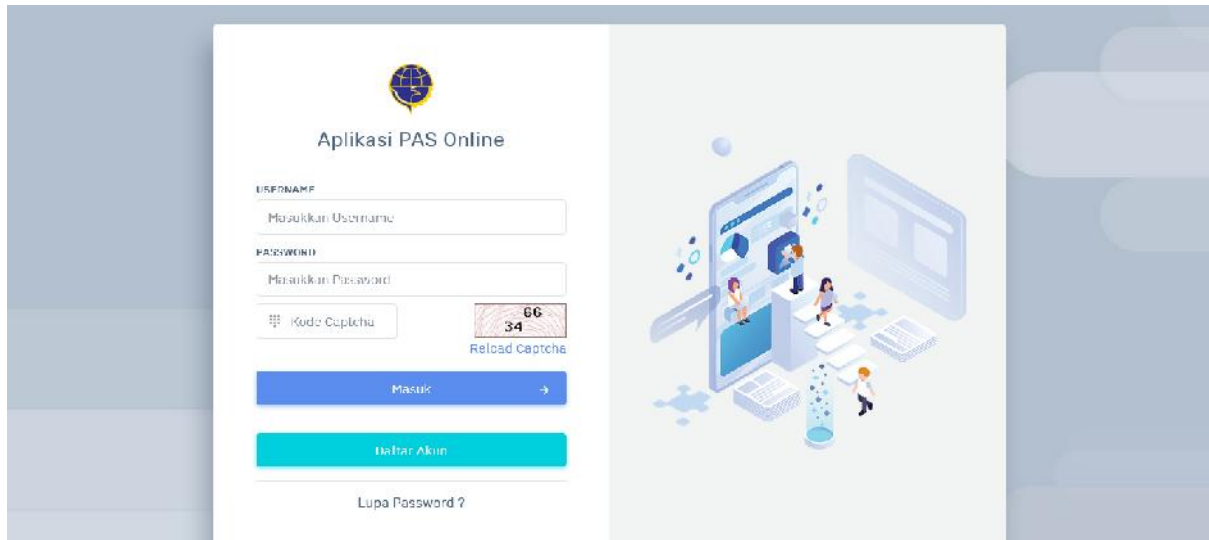 Aplikasi PAS Online
USERNAME
Masukkan Username
PASSWORD
Masukkan Password
Kode Captcha
66
34
Reload Captcha
Masuk →
Daftar Akun
Lupa Password ?